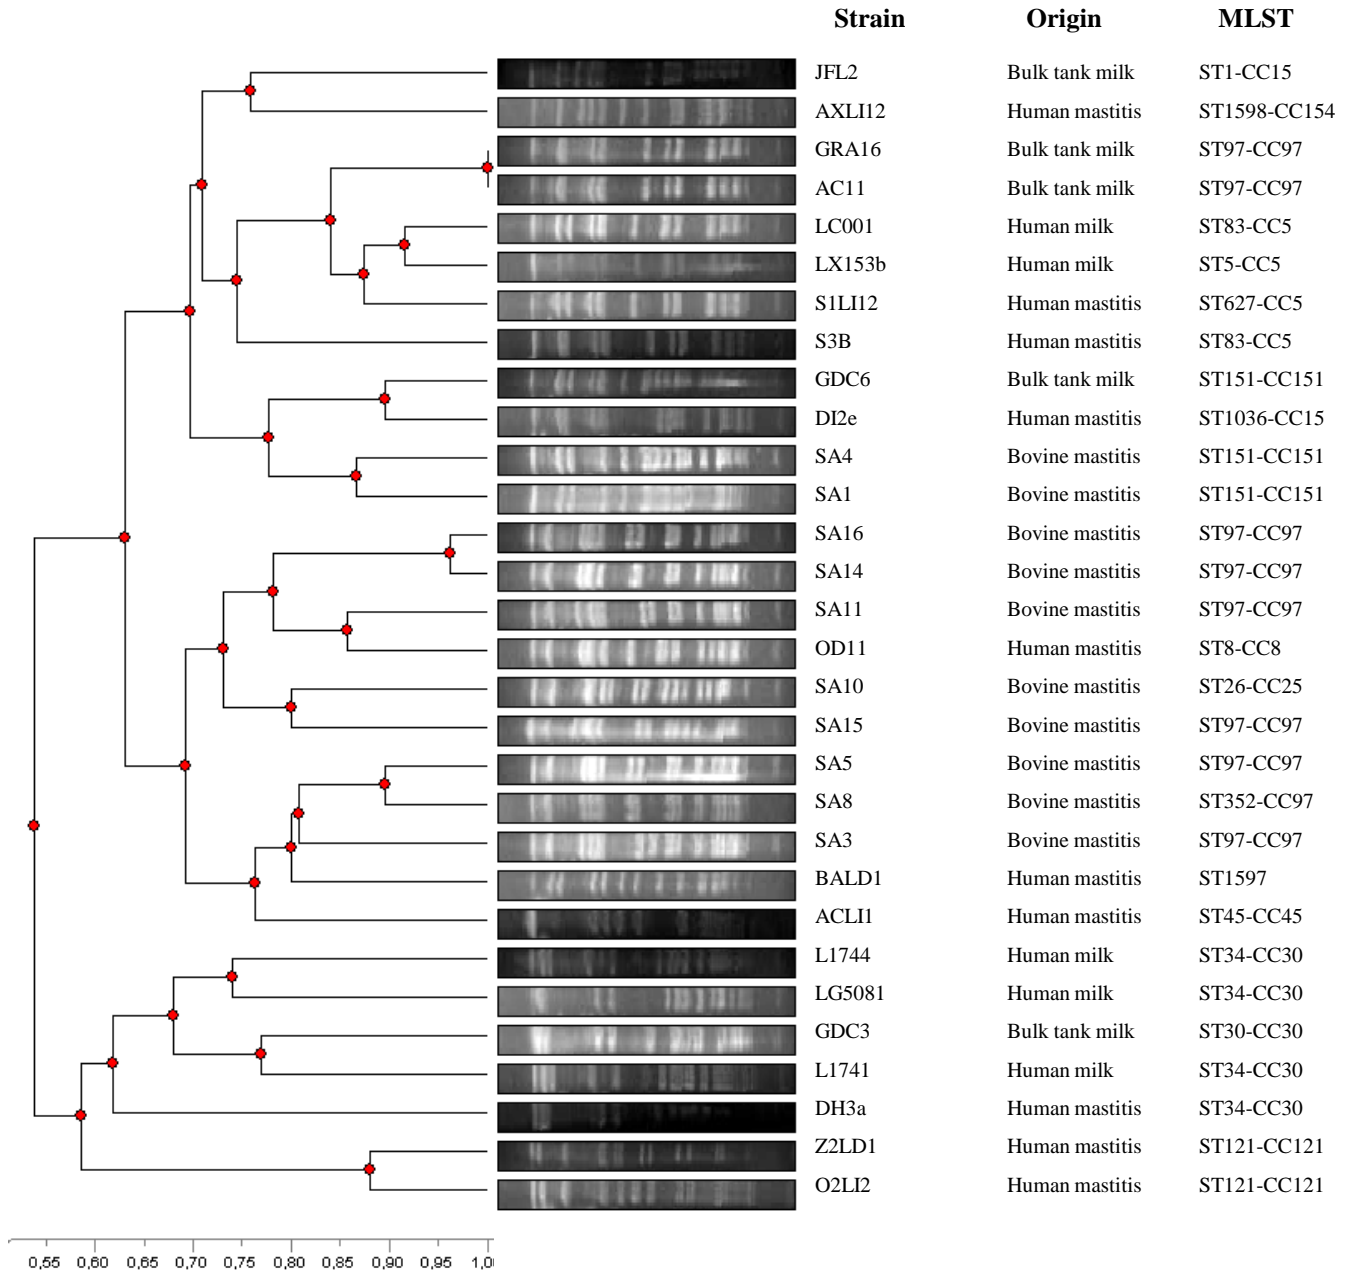 Strain Origin MLST
JFL2 Bulk tank milk ST1-CC15
AXLI12 Human mastitis ST1598-CC154
GRA16 Bulk tank milk ST97-CC97
AC11 Bulk tank milk ST97-CC97
LC001 Human milk ST83-CC5
LX153b Human milk ST5-CC5
S1LI12 Human mastitis ST627-CC5
S3B Human mastitis ST83-CC5
GDC6 Bulk tank milk ST151-CC151
DI2e Human mastitis ST1036-CC15
SA4 Bovine mastitis ST151-CC151
SA1 Bovine mastitis ST151-CC151
SA16 Bovine mastitis ST97-CC97
SA14 Bovine mastitis ST97-CC97
SA11 Bovine mastitis ST97-CC97
OD11 Human mastitis ST8-CC8
SA10 Bovine mastitis ST26-CC25
SA15 Bovine mastitis ST97-CC97
SA5 Bovine mastitis ST97-CC97
SA8 Bovine mastitis ST352-CC97
SA3 Bovine mastitis ST97-CC97
BALD1 Human mastitis ST1597
ACLI1 Human mastitis ST45-CC45
L1744 Human milk ST34-CC30
LG5081 Human milk ST34-CC30
GDC3 Bulk tank milk ST30-CC30
L1741 Human milk ST34-CC30
DH3a Human mastitis ST34-CC30
Z2LD1 Human mastitis ST121-CC121
O2LI2 Human mastitis ST121-CC121
0,55 0,60 0,65 0,70 0,75 0,80 0,85 0,90 0,95 1,0